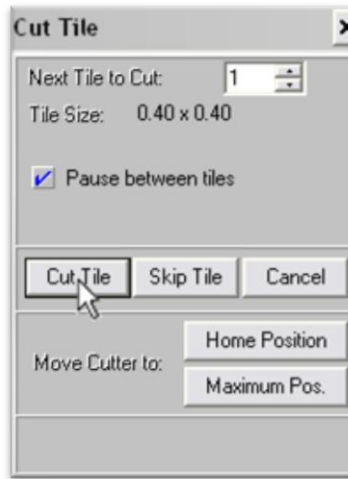 Cut Tile
Next Tile to Cut: 1
Tile Size: 0.40 x 0.40
Pause between tiles
Cut Tile Skip Tile Cancel
Move Cutter to:
Home Position
Maximum Pos.